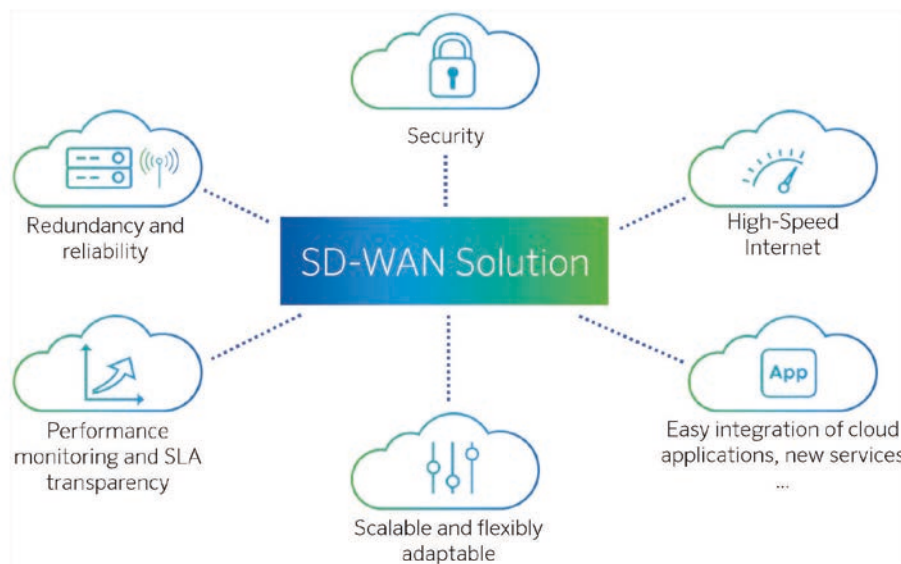 Security
Redundancy and
reliability
High-Speed
Internet
SD-WAN Solution
App
Performance
monitoring and SLA
transparency
Easy integration of cloud
applications, new services
...
Scalable and flexibly
adaptable